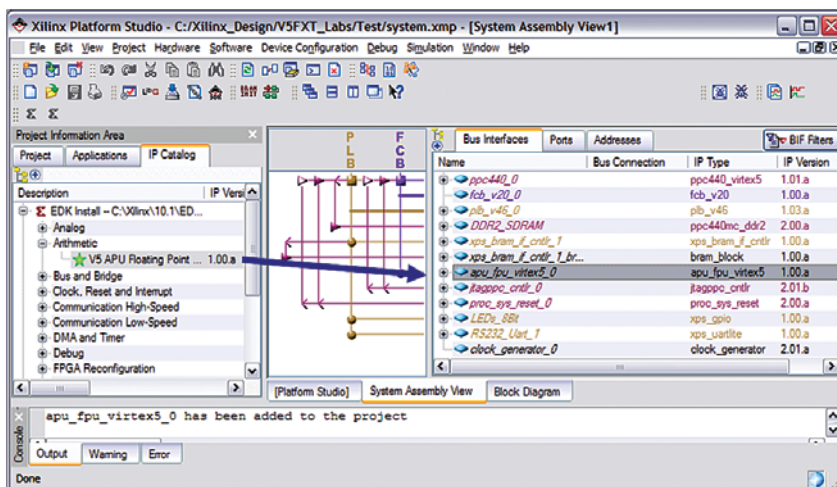 Xilinx Platform Studio - C:/Xilinx_Design/V5FXT_Labs/Test/system.xmp - [System Assembly View1]
File Edit View Project Hardware Software Device Configuration Debug Simulation Window Help
Project Information Area
Project Applications IP Catalog
Description IP Versi
EDK Install - C:\Xilinx\10.1\ED...
Analog
Arithmetic
V5 APU Floating Point ... 1.00.a
Bus and Bridge
Clock, Reset and Interrupt
Communication High-Speed
Communication Low-Speed
DMA and Timer
Debug
FPGA Reconfiguration
PLB FCB
Bus Interfaces Ports Addresses BIF Filters
Name Bus Connection IP Type IP Version
ppc440_0 ppc440_virtex5 1.01.a
fcb_v20_0 fcb_v20 1.00.a
plb_v46_0 plb_v46 1.03.a
DDR2_SDRAM ppc440mc_ddr2 2.00.a
xps_bram_if_cntlr_1 xps_bram_if_cntlr 1.00.a
xps_bram_if_cntlr_1_br... bram_block 1.00.a
apu_fpu_virtex5_0 apu_fpu_virtex5 1.00.a
jtagppc_cntlr_0 jtagppc_cntlr 2.01.b
proc_sys_reset_0 proc_sys_reset 2.00.a
LEDs_8Bit xps_gpio 1.00.a
RS232_Uart_1 xps_uartlite 1.00.a
clock_generator_0 clock_generator 2.01.a
[Platform Studio] System Assembly View Block Diagram
apu_fpu_virtex5_0 has been added to the project
Console
Output Warning Error
Done